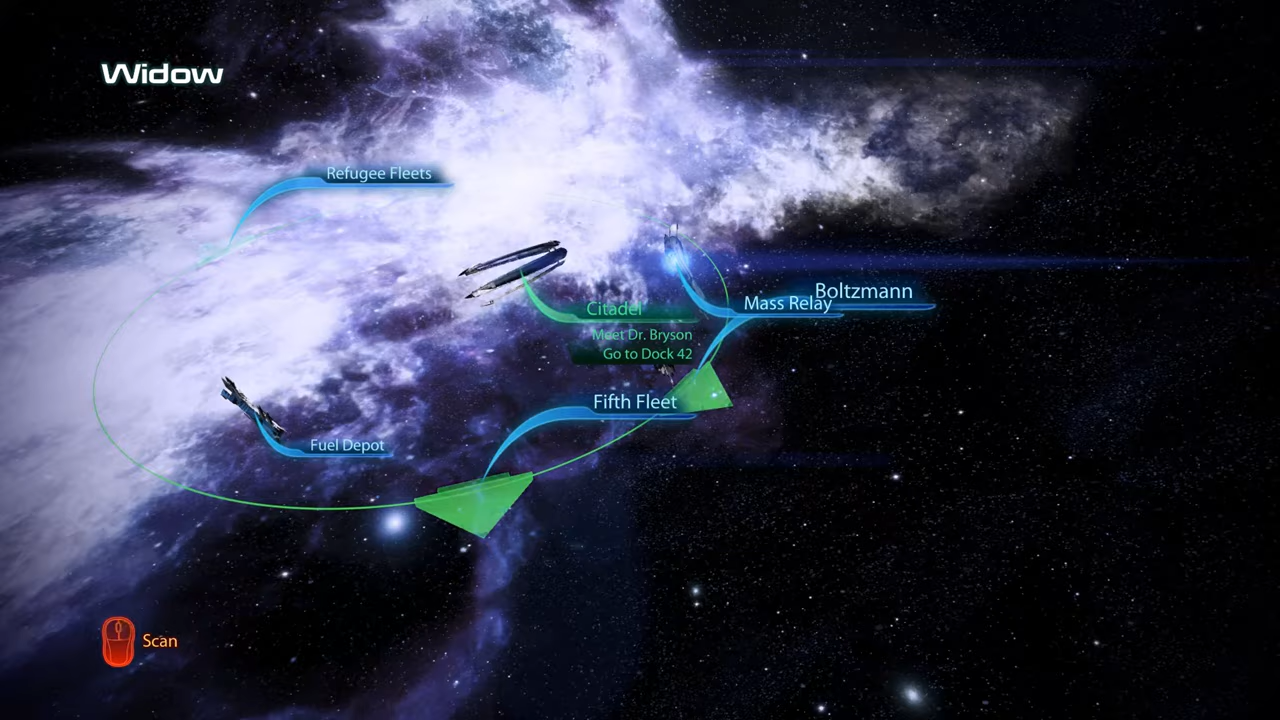 Widow
Refugee Fleets
Boltzmann
Mass Relay
Citadel
Meet Dr. Bryson
Go to Dock 42
Fifth Fleet
Fuel Depot
Scan